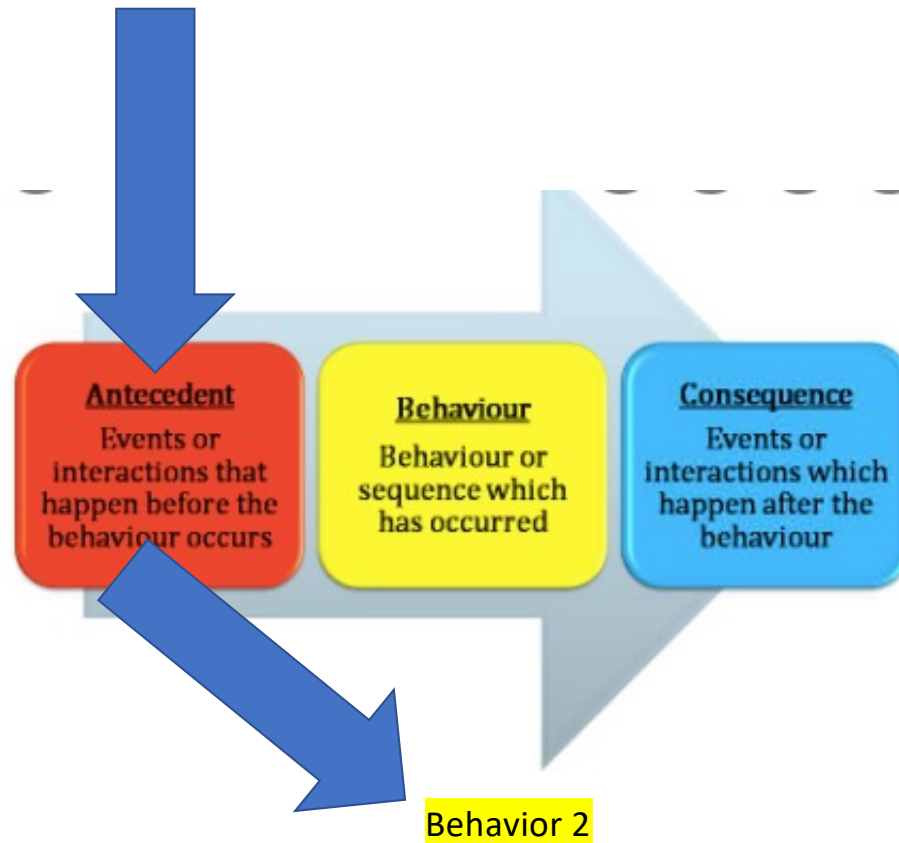 Antecedent
Events or
interactions that
happen before the
behaviour occurs
Behaviour
Behaviour or
sequence which
has occurred
Consequence
Events or
interactions which
happen after the
behaviour
Behavior 2